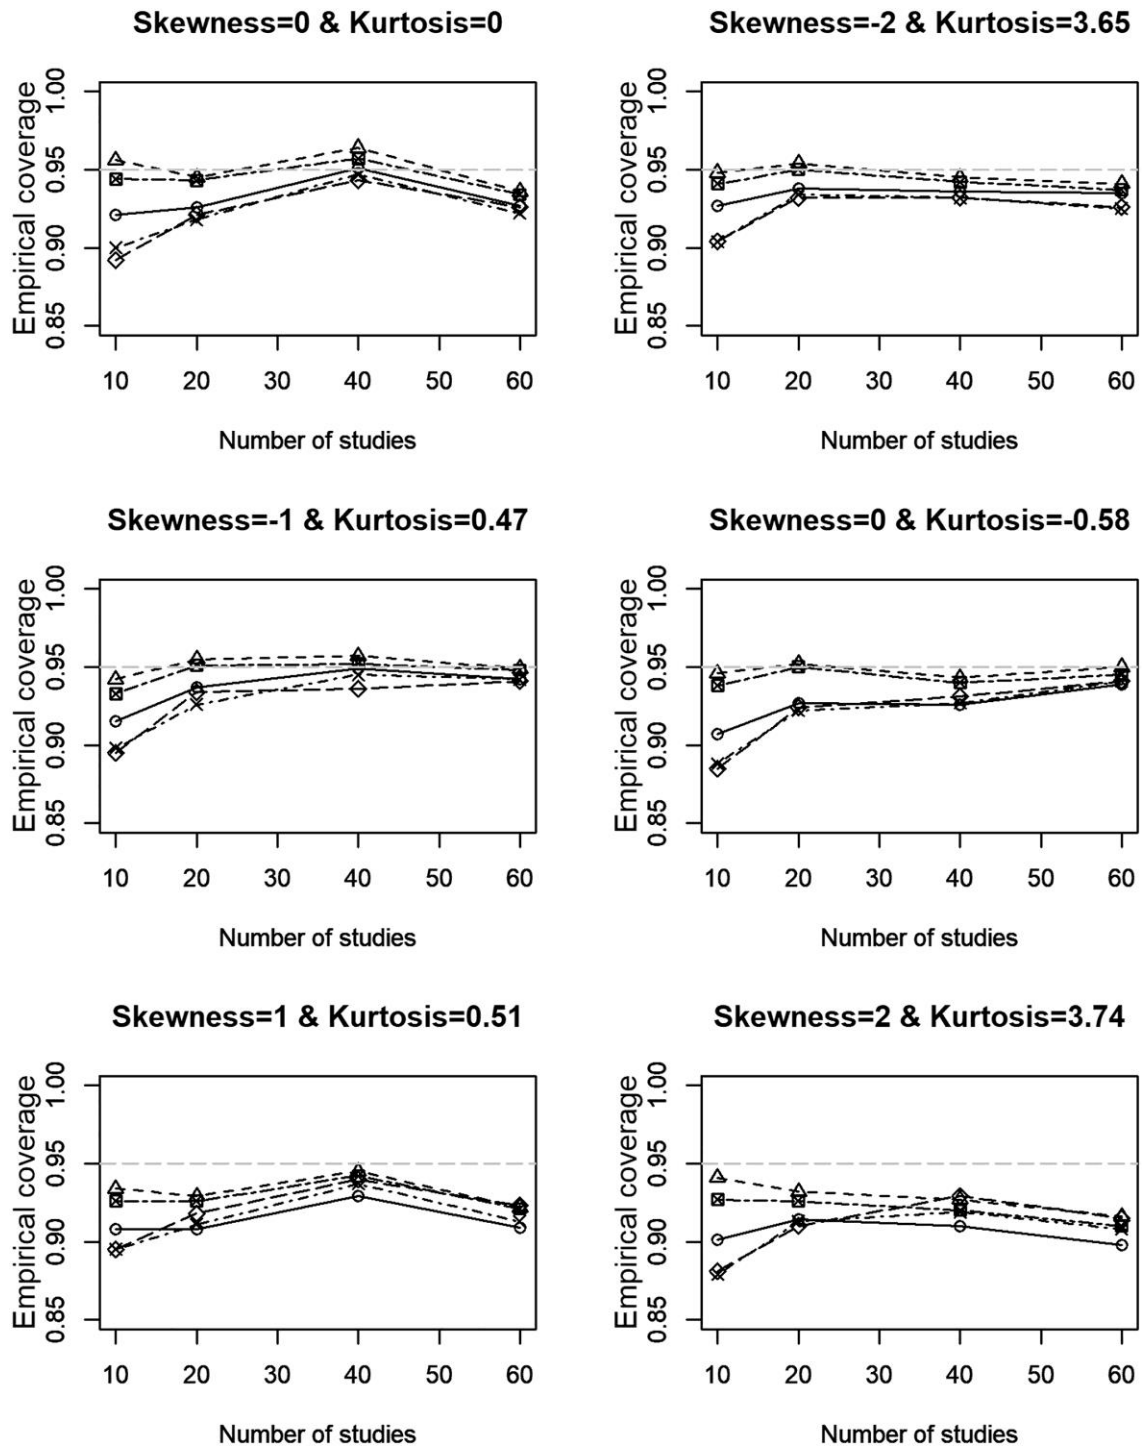 Skewness=0 & Kurtosis=0
Empirical coverage
1.00
0.95
0.90
0.85
10 20 30 40 50 60
Number of studies
Skewness=-2 & Kurtosis=3.65
Empirical coverage
1.00
0.95
0.90
0.85
10 20 30 40 50 60
Number of studies
Skewness=-1 & Kurtosis=0.47
Empirical coverage
1.00
0.95
0.90
0.85
10 20 30 40 50 60
Number of studies
Skewness=0 & Kurtosis=-0.58
Empirical coverage
1.00
0.95
0.90
0.85
10 20 30 40 50 60
Number of studies
Skewness=1 & Kurtosis=0.51
Empirical coverage
1.00
0.95
0.90
0.85
10 20 30 40 50 60
Number of studies
Skewness=2 & Kurtosis=3.74
Empirical coverage
1.00
0.95
0.90
0.85
10 20 30 40 50 60
Number of studies